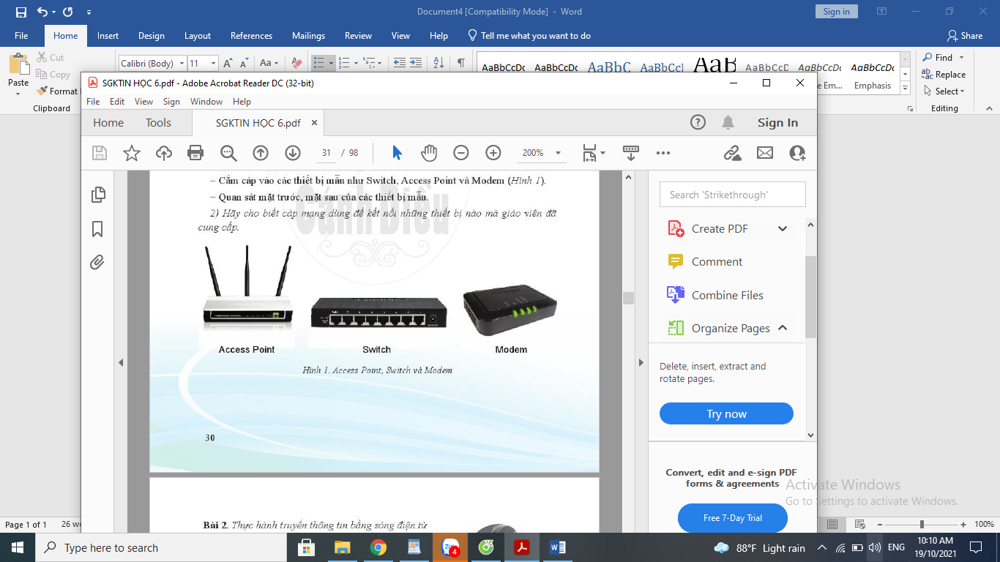 Document4 [Compatibility Mode] - Word
Sign in
File Home Insert Design Layout References Mailings Review View Help Tell me what you want to do Share
Cut
Copy
Paste
Format
Clipboard
Calibri (Body) 11
Aa
AaBbCcDc AaBbCcDc AaBbC AaBbCc AaB AaBbCcD AaBbCcDc AaBbCcDc
e Em... Emphasis
Find
Replace
Select
Editing
SGKTIN HỌC 6.pdf - Adobe Acrobat Reader DC (32-bit)
File Edit View Sign Window Help
Home Tools SGKTIN HỌC 6.pdf Sign In
31 / 98 200%
– Cắm cáp vào các thiết bị mẫu như Switch, Access Point và Modem (Hình 1).
– Quan sát mặt trước, mặt sau của các thiết bị mẫu.
2) Hãy cho biết cáp mạng dùng để kết nối những thiết bị nào mà giáo viên đã
cung cấp.
Cánh Diều
Access Point Switch Modem
Hình 1. Access Point, Switch và Modem
30
Bài 2. Thực hành truyền thông tin bằng sóng điện từ
Search 'Strikethrough'
Create PDF
Comment
Combine Files
Organize Pages
Delete, insert, extract and
rotate pages.
Try now
Convert, edit and e-sign PDF
forms & agreements
Free 7-Day Trial
Activate Windows
Go to Settings to activate Windows.
Page 1 of 1 26 wo
100%
Type here to search
4
88°F Light rain
ENG
10:10 AM
19/10/2021